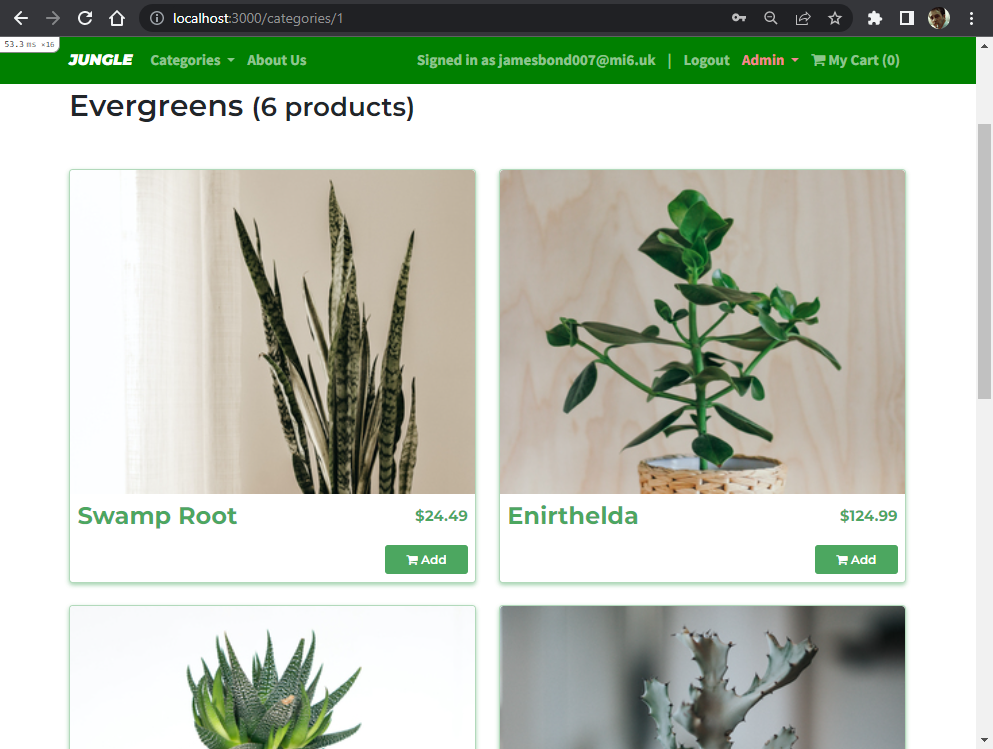 localhost:3000/categories/1
53.3 ms ×16
JUNGLE Categories About Us Signed in as jamesbond007@mi6.uk | Logout Admin My Cart (0)
Evergreens (6 products)
Swamp Root $24.49
Add
Enirthelda $124.99
Add